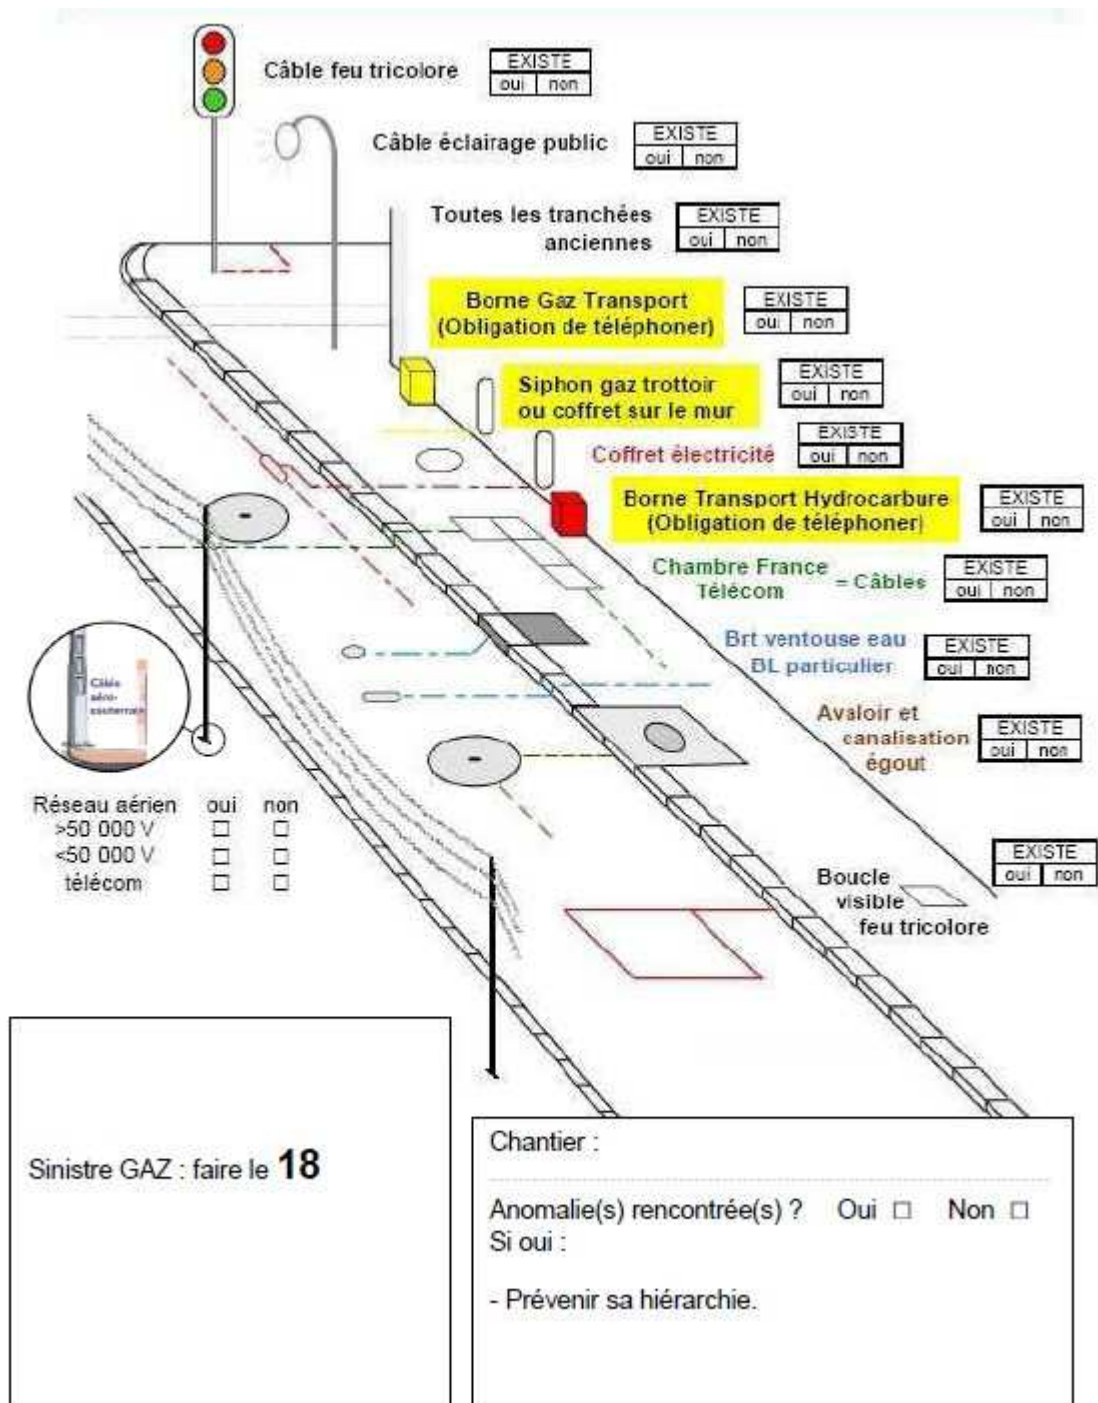 Câble feu tricolore
EXISTE
oui non
Câble éclairage public
EXISTE
oui non
Toutes les tranchées
anciennes
EXISTE
oui non
Borne Gaz Transport
(Obligation de téléphoner)
EXISTE
oui non
Siphon gaz trottoir
ou coffret sur le mur
EXISTE
oui non
Coffret électricité
EXISTE
oui non
Borne Transport Hydrocarbure
(Obligation de téléphoner)
EXISTE
oui non
Chambre France
Télécom = Câbles
EXISTE
oui non
Brt ventouse eau
BL particulier
EXISTE
oui non
Avaloir et
canalisation
égout
EXISTE
oui non
Câble
aéro-
souterrain
Réseau aérien oui non
>50 000 V □ □
<50 000 V □ □
télécom □ □
Boucle
visible
feu tricolore
EXISTE
oui non
Sinistre GAZ : faire le 18
Chantier :
Anomalie(s) rencontrée(s) ? Oui □ Non □
Si oui :
- Prévenir sa hiérarchie.